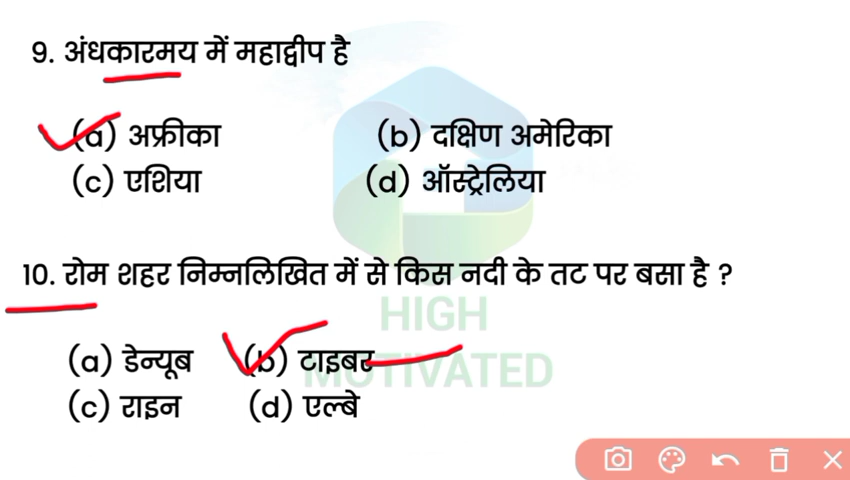 9. अंधकारमय में महाद्वीप है
(a) अफ्रीका (b) दक्षिण अमेरिका
(c) एशिया (d) ऑस्ट्रेलिया
10. रोम शहर निम्नलिखित में से किस नदी के तट पर बसा है ?
HIGH
(a) डेन्यूब (b) टाइबर
MOTIVATED
(c) राइन (d) एल्बे